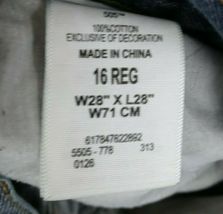 505™
100%COTTON
EXCLUSIVE OF DECORATION
MADE IN CHINA
16 REG
W28" X L28"
W71 CM
617847622892
5505-778 313
0126